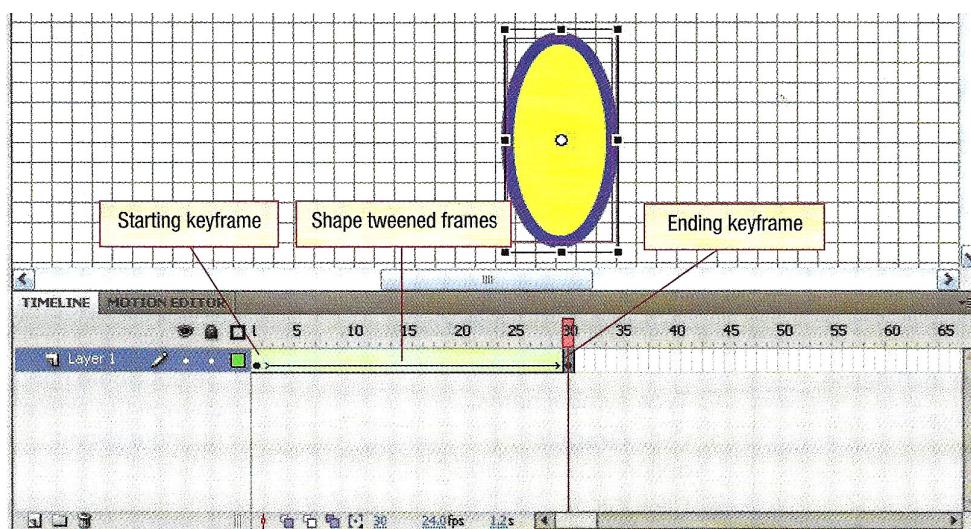 Starting keyframe
Shape tweened frames
Ending keyframe
TIMELINE MOTION EDITOR
1 5 10 15 20 25 30 35 40 45 50 55 60 65
Layer 1
30 24.0fps 1.2s